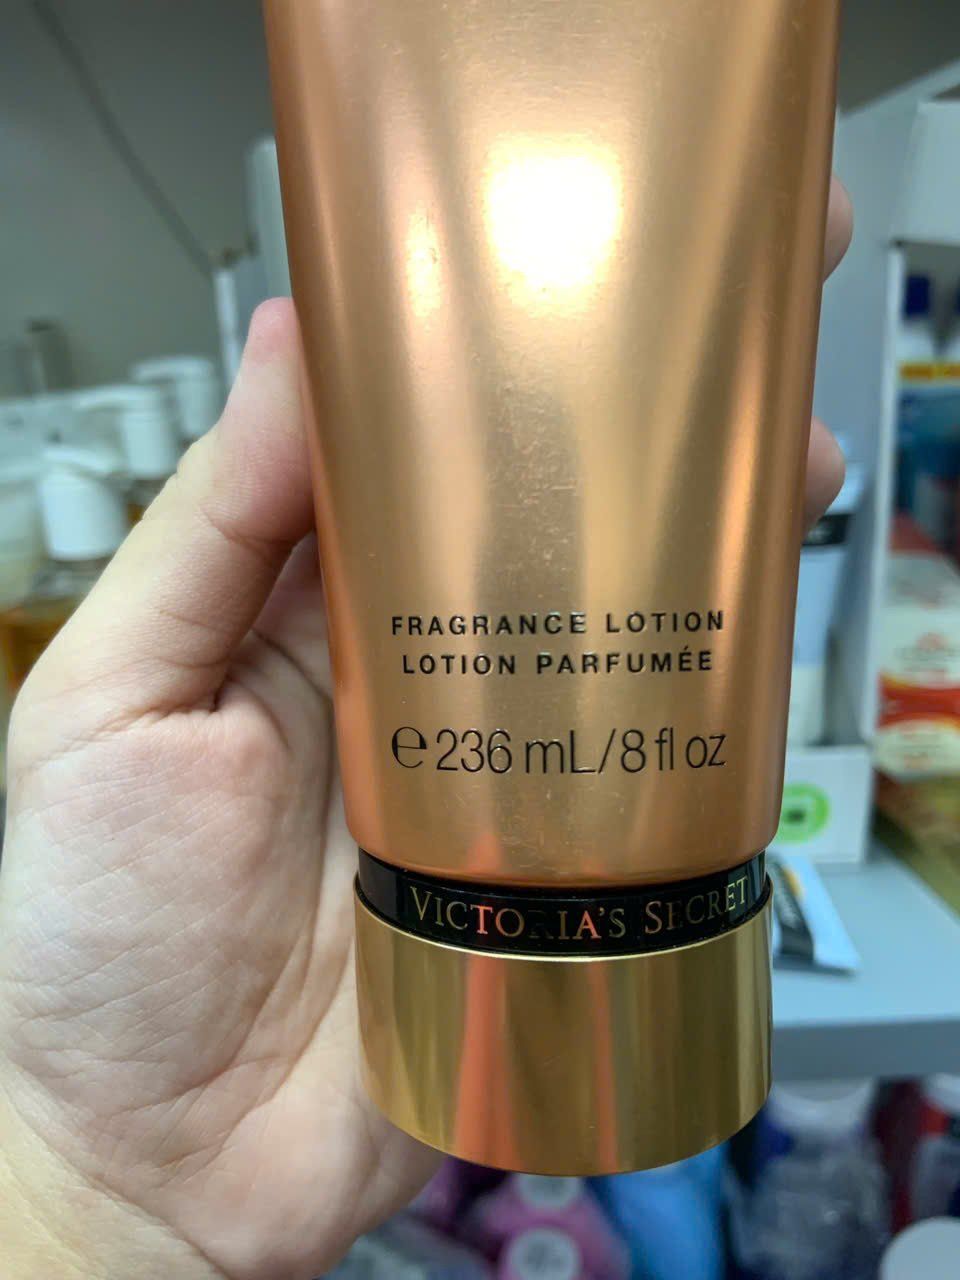 FRAGRANCE LOTION
LOTION PARFUMÉE
℮ 236 mL/8 fl oz
VICTORIA'S SECRET